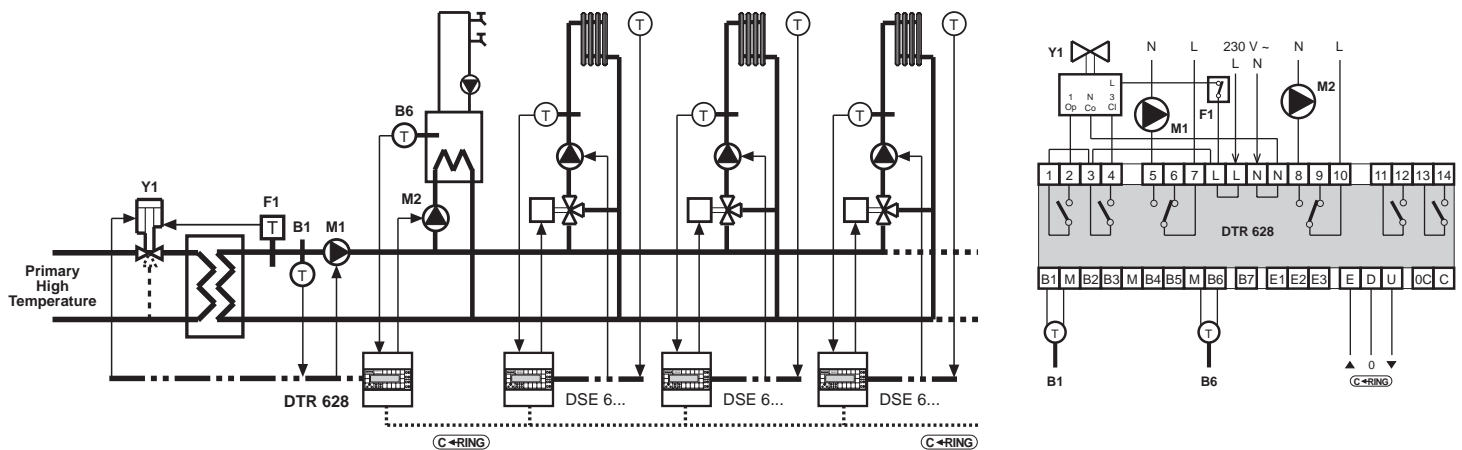 T
T
T
B6
T
T
T
T
Y1
F1
T
B1
M1
M2
T
Primary
High
Temperature
DTR 628
DSE 6...
DSE 6...
DSE 6...
C◄RING
C◄RING
Y1
N
L
230 V ~
L
N
N
L
L
1
N
3
Op
Co
Cl
F1
M1
M2
1 2 3 4 5 6 7 L L N N 8 9 10 11 12 13 14
DTR 628
B1 M B2 B3 M B4 B5 M B6 B7 E1 E2 E3 E D U 0C C
T
T
B1
B6
▲ 0 ▼
C◄RING